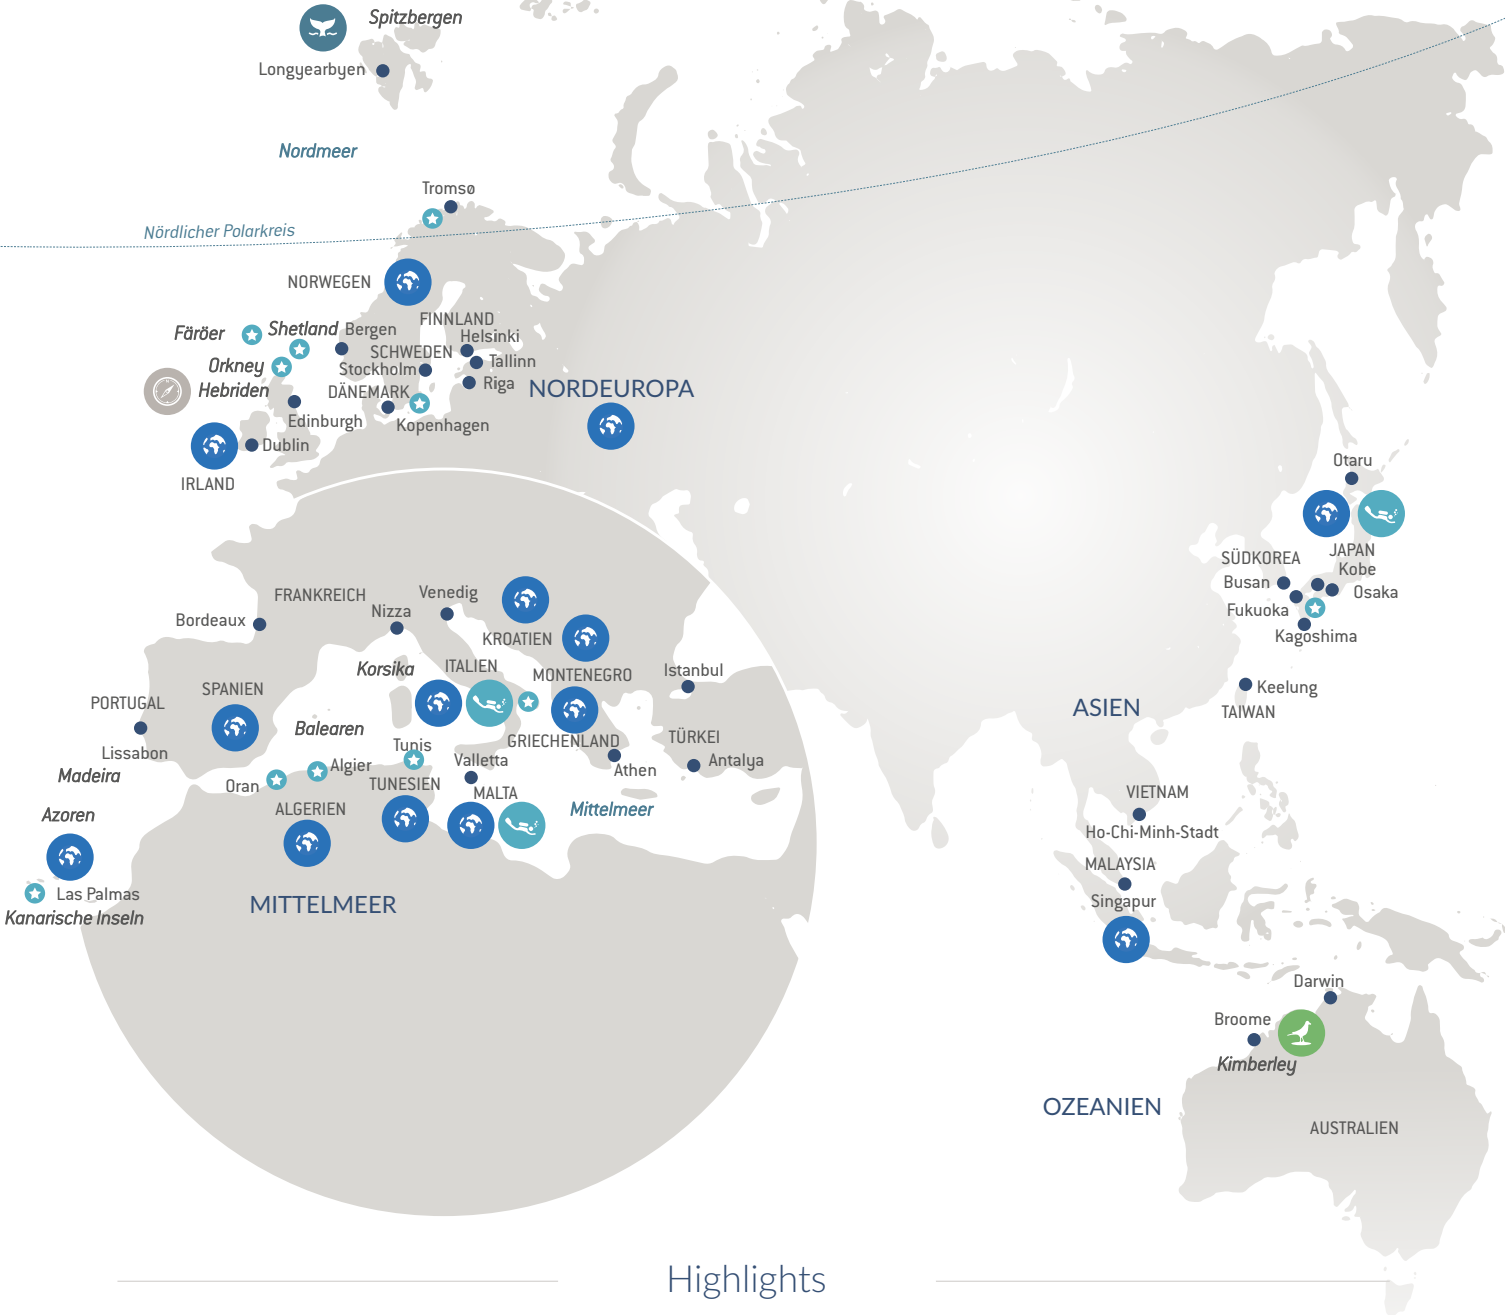 Spitzbergen
Longyearbyen
Nordmeer
Tromsø
Nördlicher Polarkreis
NORWEGEN
FINNLAND
Färöer
Shetland
Bergen
Helsinki
SCHWEDEN
Orkney
Stockholm
Tallinn
Hebriden
DÄNEMARK
Riga
NORDEUROPA
Edinburgh
Kopenhagen
Dublin
IRLAND
Otaru
SÜDKOREA
JAPAN
Kobe
Busan
Osaka
Fukuoka
Kagoshima
FRANKREICH
Venedig
Nizza
Bordeaux
KROATIEN
Korsika
ITALIEN
MONTENEGRO
Istanbul
SPANIEN
PORTUGAL
Keelung
ASIEN
TAIWAN
Balearen
Lissabon
Tunis
GRIECHENLAND
TÜRKEI
Madeira
Oran
Algier
Valletta
Athen
Antalya
TUNESIEN
MALTA
VIETNAM
Azoren
ALGERIEN
Mittelmeer
Ho-Chi-Minh-Stadt
MALAYSIA
Las Palmas
Singapur
MITTELMEER
Kanarische Inseln
Darwin
Broome
Kimberley
OZEANIEN
AUSTRALIEN
Highlights